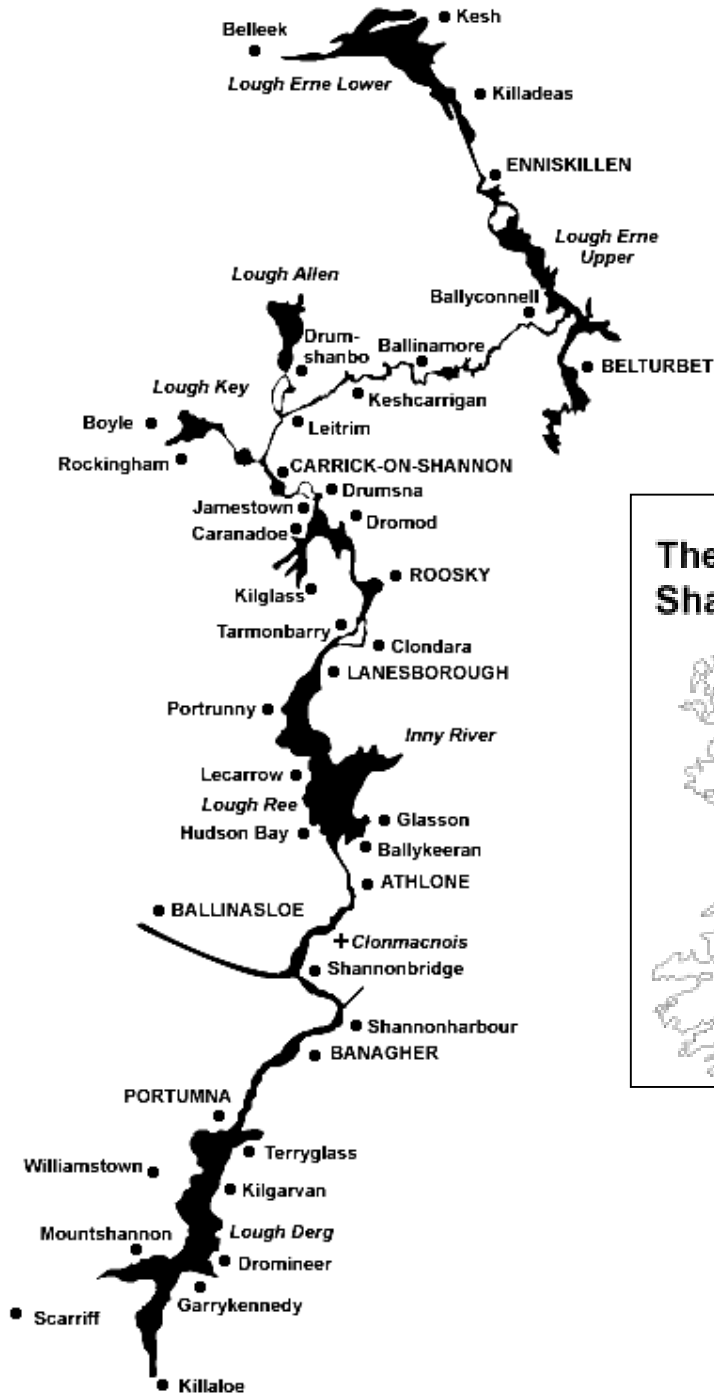 Kesh
Belleek
Lough Erne Lower
Killadeas
ENNISKILLEN
Lough Erne
Upper
Lough Allen
Ballyconnell
Drum-
shanbo
Ballinamore
BELTURBET
Lough Key
Keshcarrigan
Boyle
Leitrim
Rockingham
CARRICK-ON-SHANNON
Drumsna
Jamestown
Dromod
Caranadoe
The
Sha
ROOSKY
Kilglass
Tarmonbarry
Clondara
LANESBOROUGH
Portrunny
Inny River
Lecarrow
Lough Ree
Glasson
Hudson Bay
Ballykeeran
ATHLONE
BALLINASLOE
Clonmacnois
Shannonbridge
Shannonharbour
BANAGHER
PORTUMNA
Terryglass
Williamstown
Kilgarvan
Lough Derg
Mountshannon
Dromineer
Garrykennedy
Scarriff
Killaloe